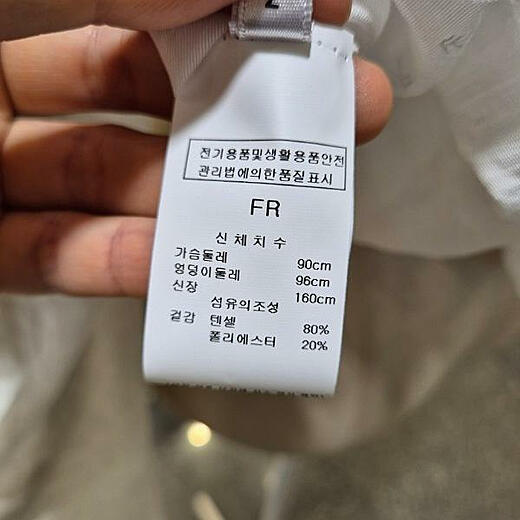 전기용품및생활용품안전
관리법에의한품질표시
FR
신체치수
가슴둘레 90cm
엉덩이둘레 96cm
신장 160cm
섬유의조성
겉감 텐셀 80%
폴리에스터 20%